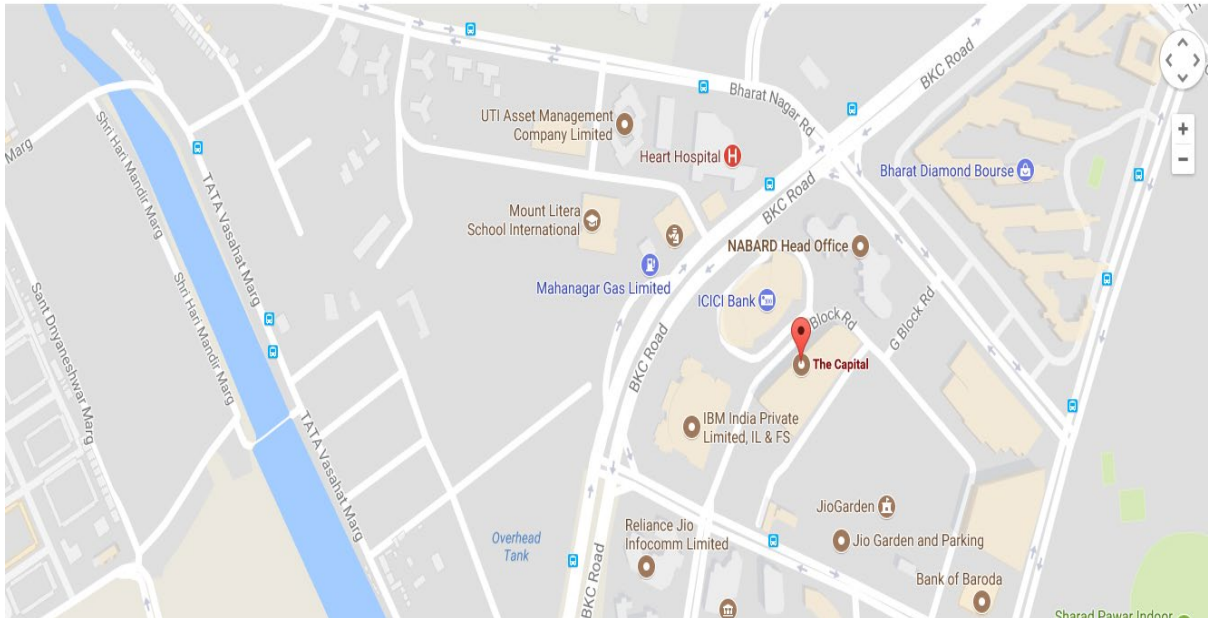 BKC Road
Th
Bharat Nagar Rd
UTI Asset Management
Company Limited
Heart Hospital
H
Marg
Shri Hari Mandir Marg
TATA Vasahat Marg
Bharat Diamond Bourse
+
−
BKC Road
Mount Litera
School International
NABARD Head Office
Mahanagar Gas Limited
ICICI Bank
Block Rd
G Block Rd
Shri Hari Mandir Marg
Sant Dnyaneshwar Marg
BKC Road
The Capital
IBM India Private
Limited, IL & FS
TATA Vasahat Marg
JioGarden
Reliance Jio
Infocomm Limited
Jio Garden and Parking
Overhead
Tank
BKC Road
Bank of Baroda
Sharad Pawar Indoor